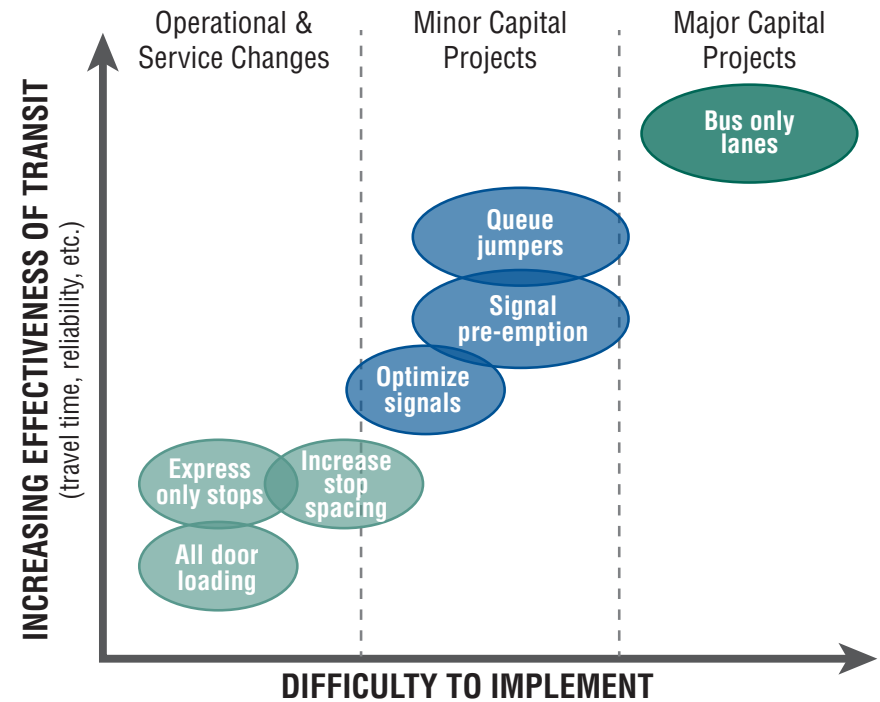 Operational &
Service Changes
Minor Capital
Projects
Major Capital
Projects
INCREASING EFFECTIVENESS OF TRANSIT
(travel time, reliability, etc.)
Bus only
lanes
Queue
jumpers
Signal
pre-emption
Optimize
signals
Express
only stops
Increase
stop
spacing
All door
loading
DIFFICULTY TO IMPLEMENT